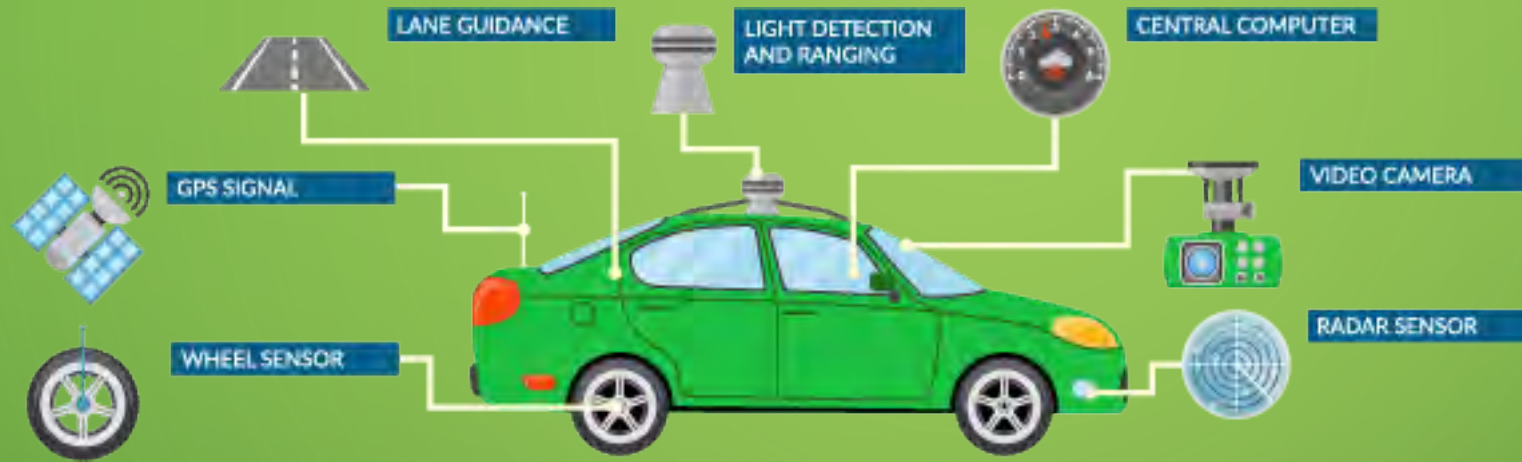 LANE GUIDANCE
LIGHT DETECTION
AND RANGING
CENTRAL COMPUTER
GPS SIGNAL
VIDEO CAMERA
WHEEL SENSOR
RADAR SENSOR